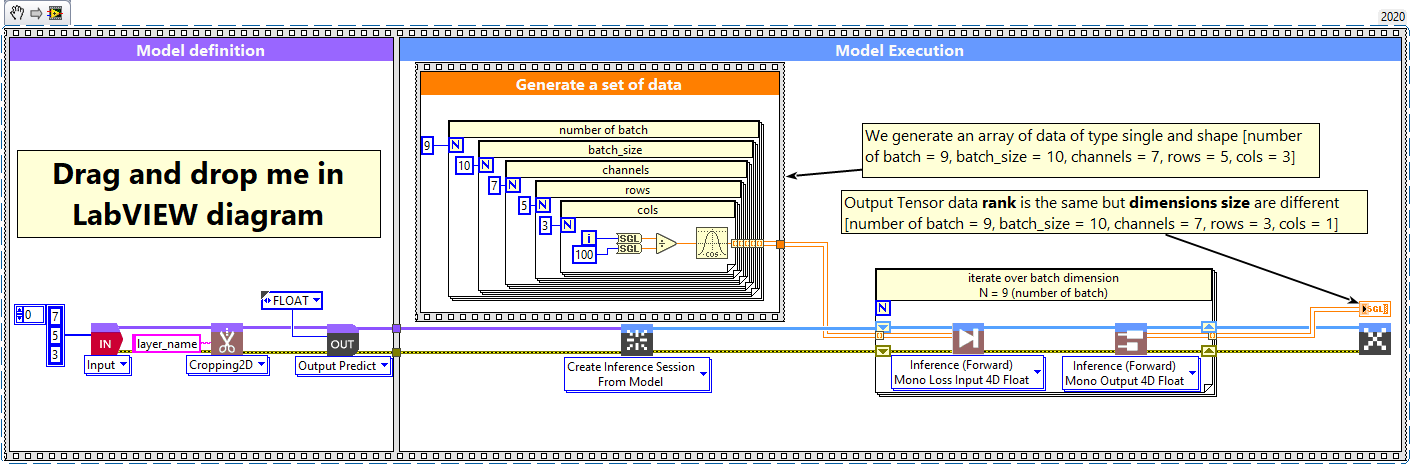 2020
Model definition
Model Execution
Generate a set of data
number of batch
9
N
batch_size
10
N
channels
7
N
rows
5
N
cols
3
N
i
100
SGL
SGL
÷
COS
We generate an array of data of type single and shape [number
of batch = 9, batch_size = 10, channels = 7, rows = 5, cols = 3]
Drag and drop me in
LabVIEW diagram
Output Tensor data rank is the same but dimensions size are different
[number of batch = 9, batch_size = 10, channels = 7, rows = 3, cols = 1]
iterate over batch dimension
N = 9 (number of batch)
N
FLOAT
0
7
5
3
IN
layer_name
OUT
SGL
Input
Cropping2D
Output Predict
Create Inference Session
From Model
Inference (Forward)
Mono Loss Input 4D Float
Inference (Forward)
Mono Output 4D Float